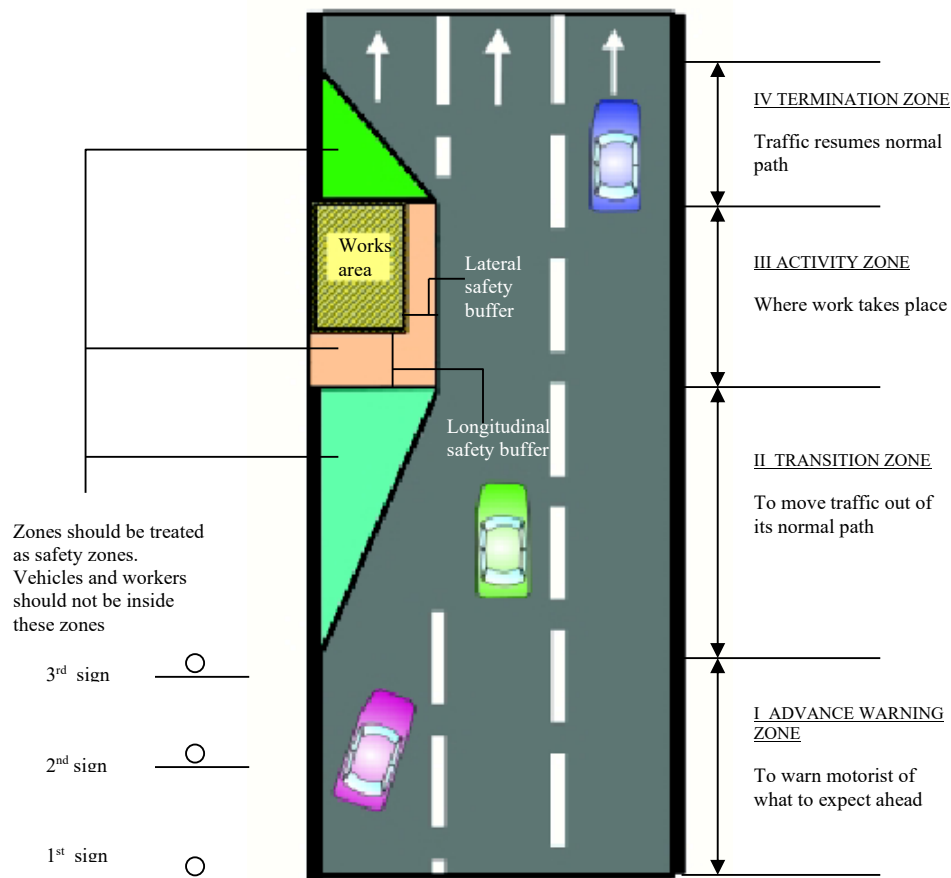 IV TERMINATION ZONE
Traffic resumes normal
path
Works
area
Lateral
safety
buffer
III ACTIVITY ZONE
Where work takes place
Longitudinal
safety buffer
II TRANSITION ZONE
To move traffic out of
its normal path
Zones should be treated
as safety zones.
Vehicles and workers
should not be inside
these zones
3rd sign
2nd sign
1st sign
I ADVANCE WARNING
ZONE
To warn motorist of
what to expect ahead